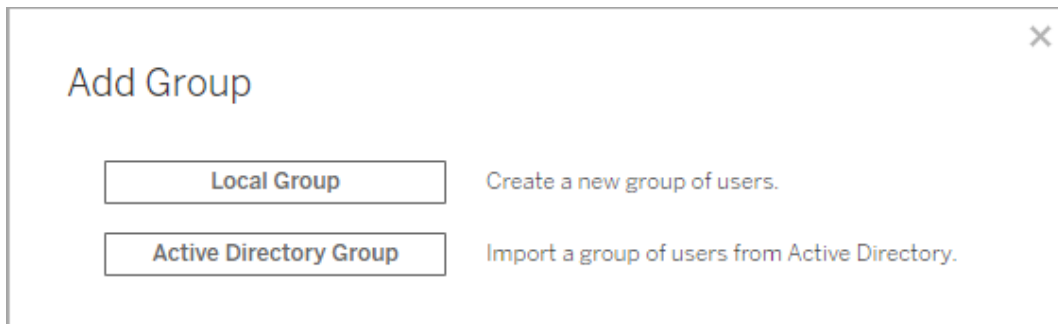 Add Group
Local Group Create a new group of users.
Active Directory Group Import a group of users from Active Directory.